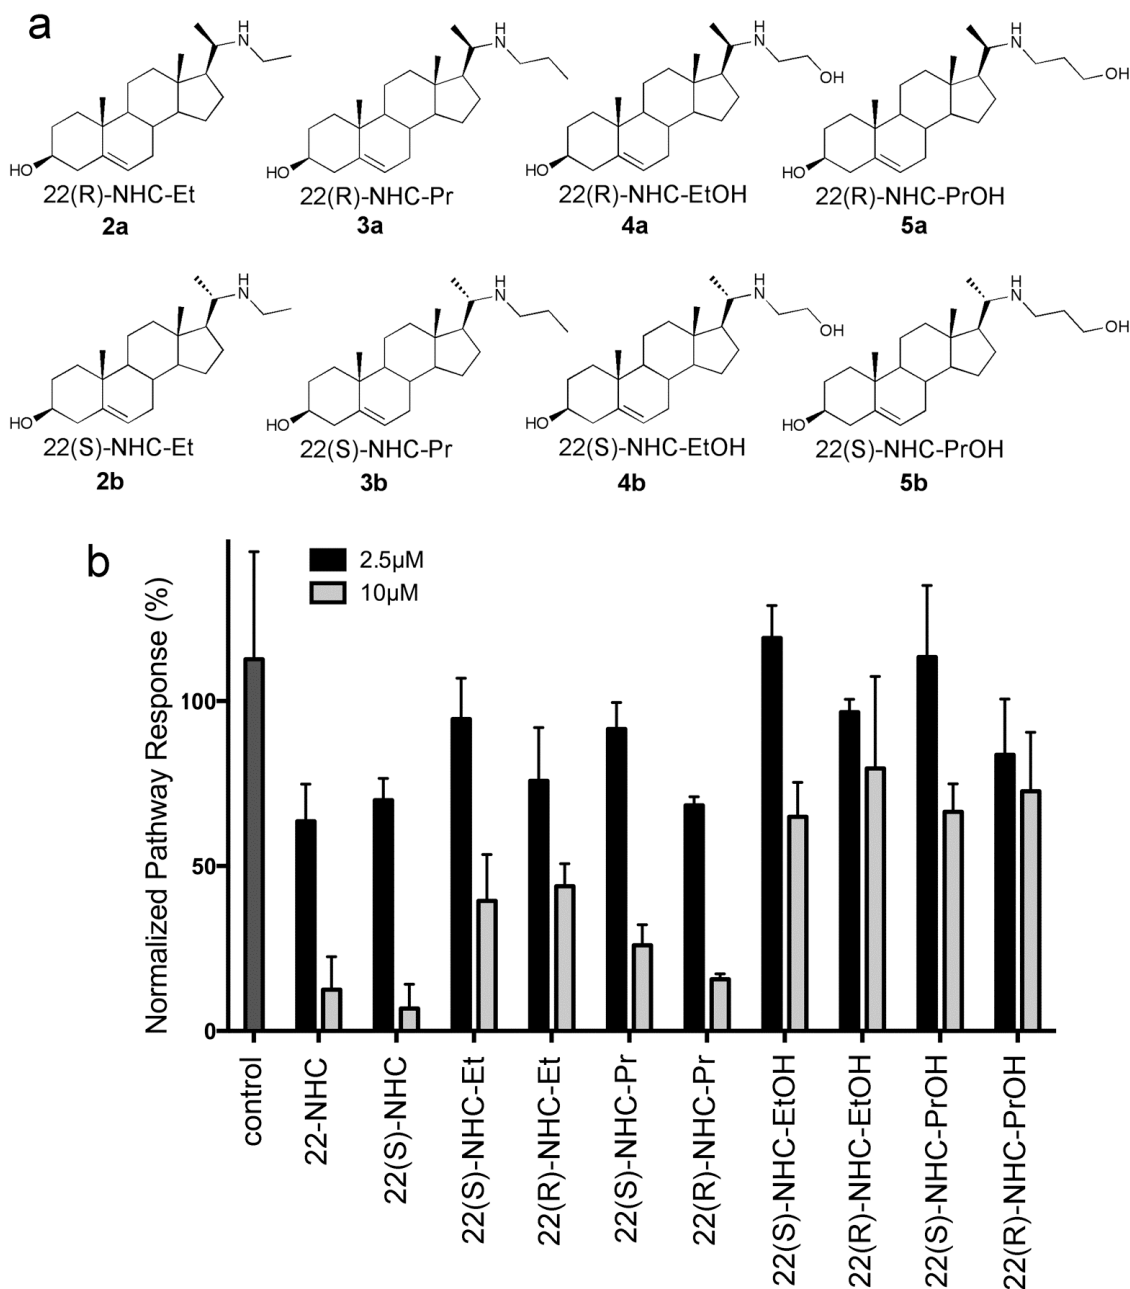 a
H
N
HO
22(R)-NHC-Et
2a
H
N
HO
22(R)-NHC-Pr
3a
H
N
OH
HO
22(R)-NHC-EtOH
4a
H
N
OH
HO
22(R)-NHC-PrOH
5a
H
N
HO
22(S)-NHC-Et
2b
H
N
HO
22(S)-NHC-Pr
3b
H
N
OH
HO
22(S)-NHC-EtOH
4b
H
N
OH
HO
22(S)-NHC-PrOH
5b
b
2.5µM
10µM
Normalized Pathway Response (%)
100
50
0
control
22-NHC
22(S)-NHC
22(S)-NHC-Et
22(R)-NHC-Et
22(S)-NHC-Pr
22(R)-NHC-Pr
22(S)-NHC-EtOH
22(R)-NHC-EtOH
22(S)-NHC-PrOH
22(R)-NHC-PrOH